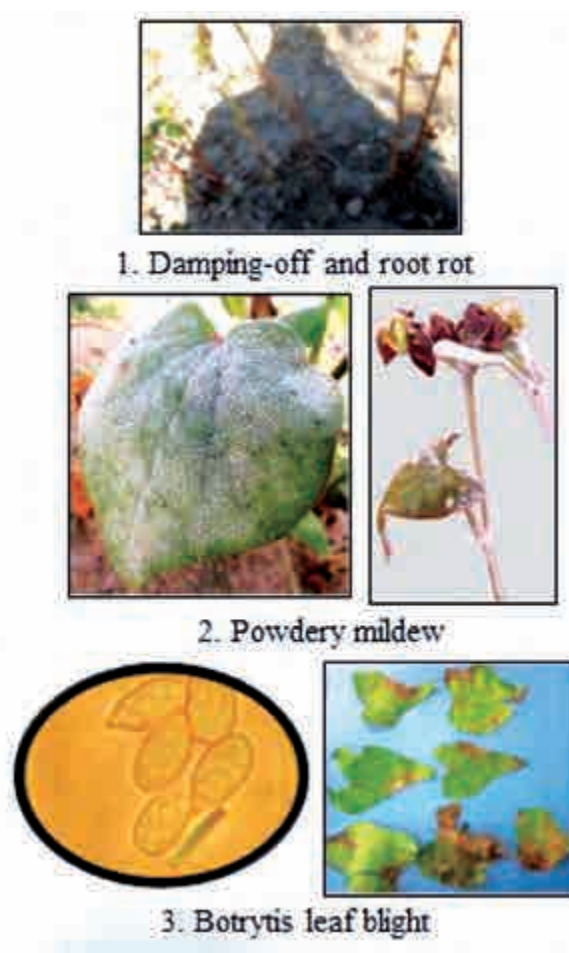 1. Damping-off and root rot
2. Powdery mildew
3. Botrytis leaf blight